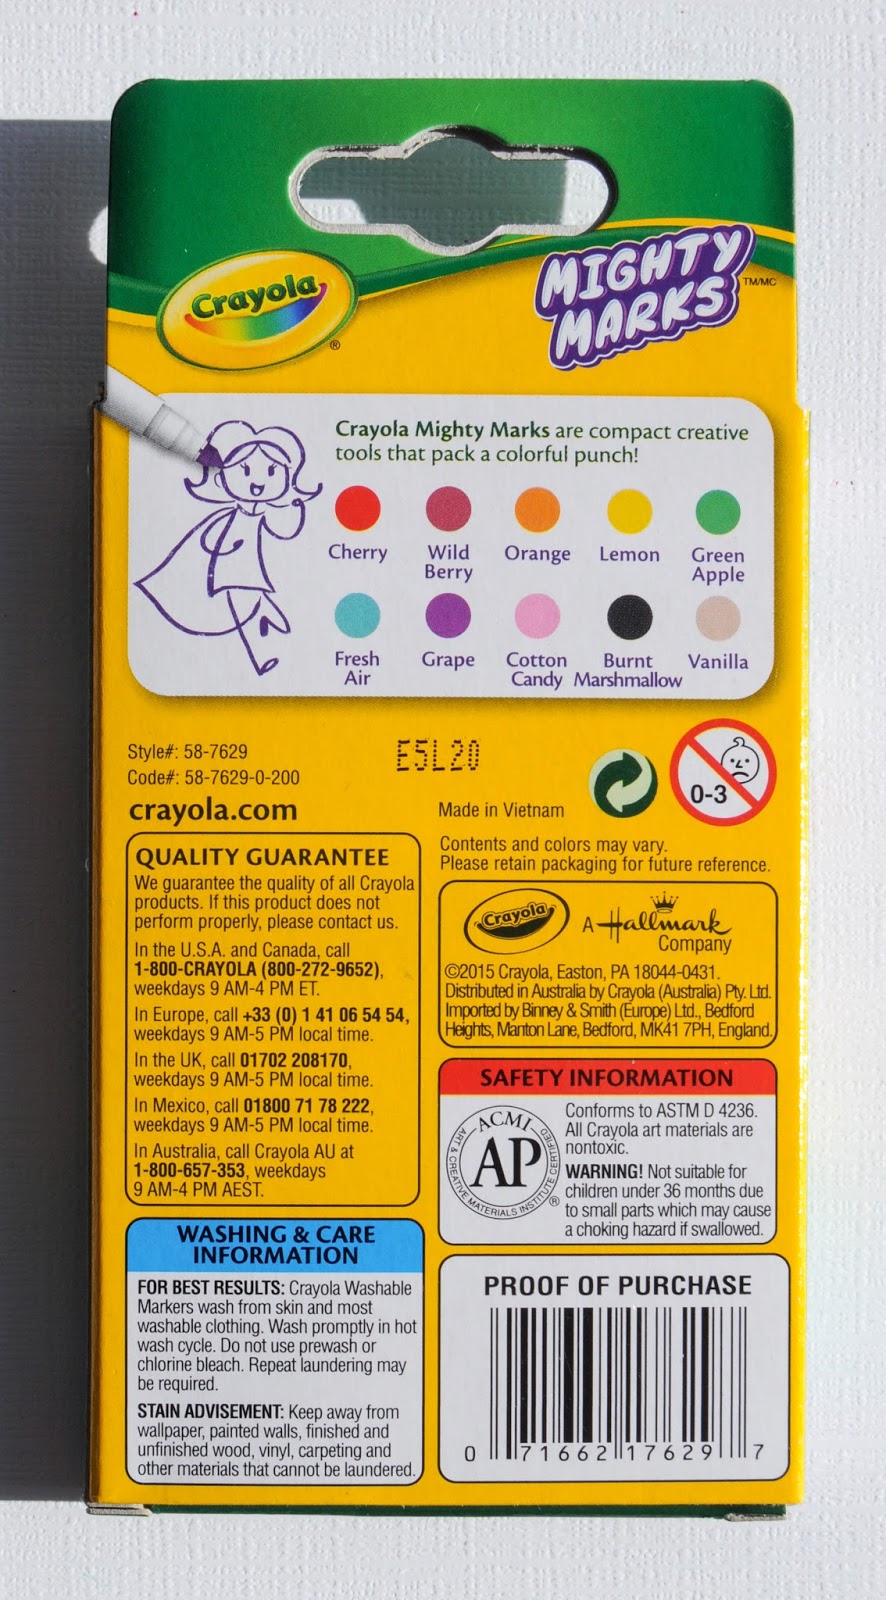 Crayola
®
MIGHTY
MARKS
TM/MC
Crayola Mighty Marks are compact creative
tools that pack a colorful punch!
Cherry
Wild
Berry
Orange
Lemon
Green
Apple
Fresh
Air
Grape
Cotton
Candy
Burnt
Marshmallow
Vanilla
Style#: 58-7629
Code#: 58-7629-0-200
crayola.com
E5L20
0-3
Made in Vietnam
Contents and colors may vary.
Please retain packaging for future reference.
QUALITY GUARANTEE
We guarantee the quality of all Crayola
products. If this product does not
perform properly, please contact us.
In the U.S.A. and Canada, call
1-800-CRAYOLA (800-272-9652),
weekdays 9 AM-4 PM ET.
In Europe, call +33 (0) 1 41 06 54 54,
weekdays 9 AM-5 PM local time.
In the UK, call 01702 208170,
weekdays 9 AM-5 PM local time.
In Mexico, call 01800 71 78 222,
weekdays 9 AM-5 PM local time.
In Australia, call Crayola AU at
1-800-657-353, weekdays
9 AM-4 PM AEST.
Crayola
A Hallmark
Company
©2015 Crayola, Easton, PA 18044-0431.
Distributed in Australia by Crayola (Australia) Pty. Ltd.
Imported by Binney & Smith (Europe) Ltd., Bedford
Heights, Manton Lane, Bedford, MK41 7PH, England.
SAFETY INFORMATION
ACMI
AP
ART & CREATIVE MATERIALS INSTITUTE CERTIFIED
®
Conforms to ASTM D 4236.
All Crayola art materials are
nontoxic.
WARNING! Not suitable for
children under 36 months due
to small parts which may cause
a choking hazard if swallowed.
WASHING & CARE
INFORMATION
FOR BEST RESULTS: Crayola Washable
Markers wash from skin and most
washable clothing. Wash promptly in hot
wash cycle. Do not use prewash or
chlorine bleach. Repeat laundering may
be required.
STAIN ADVISEMENT: Keep away from
wallpaper, painted walls, finished and
unfinished wood, vinyl, carpeting and
other materials that cannot be laundered.
PROOF OF PURCHASE
0 71662 17629 7